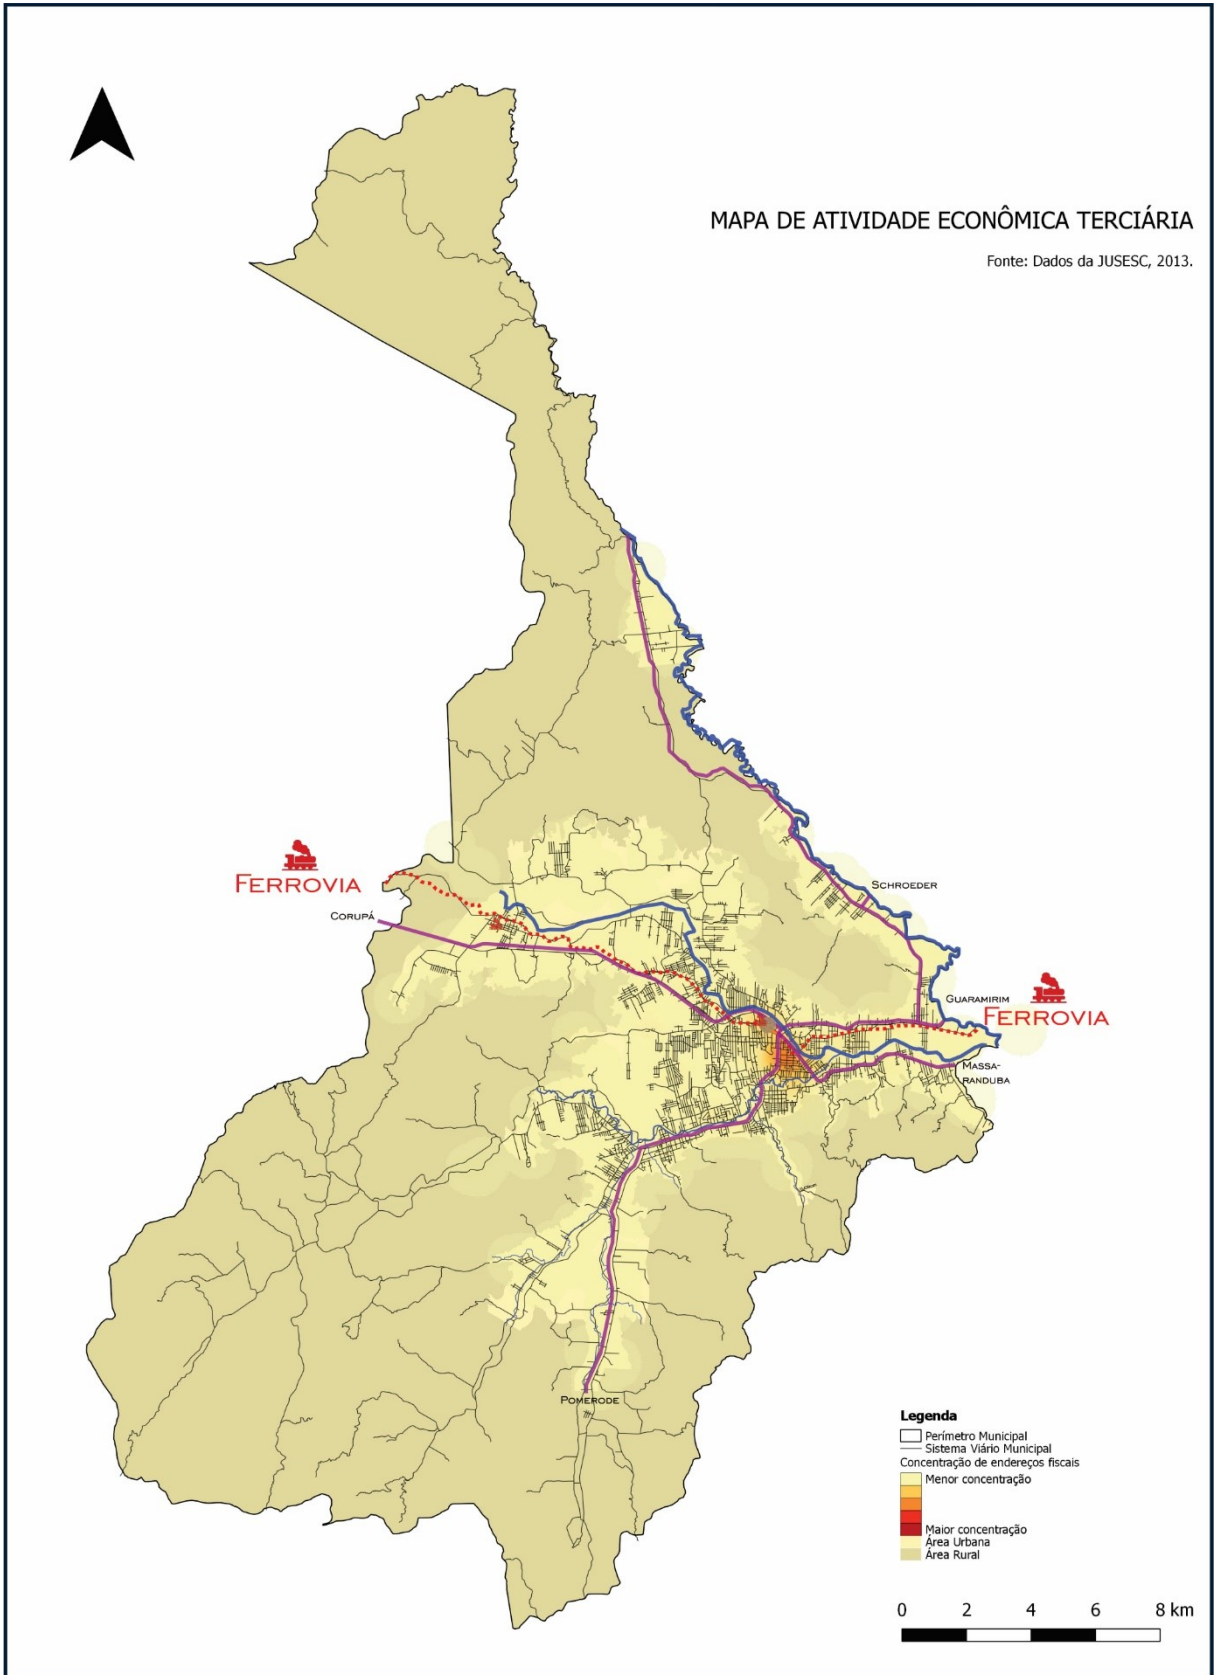 MAPA DE ATIVIDADE ECONÔMICA TERCIÁRIA
Fonte: Dados da JUSESC, 2013.
FERROVIA
CORUPÁ
SCHROEDER
GUARAMIRIM
FERROVIA
MASSA-
RANDUBA
POMERODE
Legenda
Perímetro Municipal
Sistema Viário Municipal
Concentração de endereços fiscais
Menor concentração
Maior concentração
Área Urbana
Área Rural
0 2 4 6 8 km